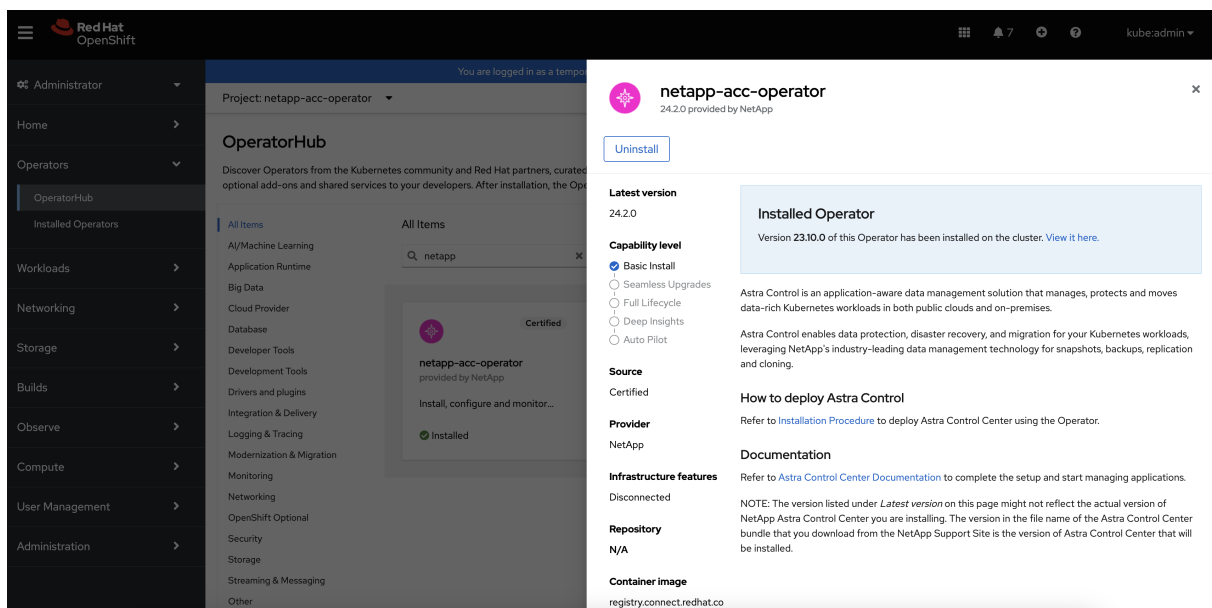 Red Hat
OpenShift
7
kube:admin
Administrator
Home
Operators
OperatorHub
Installed Operators
Workloads
Networking
Storage
Builds
Observe
Compute
User Management
Administration
You are logged in as a tempo
Project: netapp-acc-operator
OperatorHub
Discover Operators from the Kubernetes community and Red Hat partners, curated
optional add-ons and shared services to your developers. After installation, the Ope
All Items
AI/Machine Learning
Application Runtime
Big Data
Cloud Provider
Database
Developer Tools
Development Tools
Drivers and plugins
Integration & Delivery
Logging & Tracing
Modernization & Migration
Monitoring
Networking
OpenShift Optional
Security
Storage
Streaming & Messaging
Other
All Items
netapp
Certified
netapp-acc-operator
provided by NetApp
Install, configure and monitor...
Installed
netapp-acc-operator
24.2.0 provided by NetApp
Uninstall
Latest version
24.2.0
Capability level
Basic Install
Seamless Upgrades
Full Lifecycle
Deep Insights
Auto Pilot
Source
Certified
Provider
NetApp
Infrastructure features
Disconnected
Repository
N/A
Container image
registry.connect.redhat.co
Installed Operator
Version 23.10.0 of this Operator has been installed on the cluster. View it here.
Astra Control is an application-aware data management solution that manages, protects and moves
data-rich Kubernetes workloads in both public clouds and on-premises.
Astra Control enables data protection, disaster recovery, and migration for your Kubernetes workloads,
leveraging NetApp's industry-leading data management technology for snapshots, backups, replication
and cloning.
How to deploy Astra Control
Refer to Installation Procedure to deploy Astra Control Center using the Operator.
Documentation
Refer to Astra Control Center Documentation to complete the setup and start managing applications.
NOTE: The version listed under Latest version on this page might not reflect the actual version of
NetApp Astra Control Center you are installing. The version in the file name of the Astra Control Center
bundle that you download from the NetApp Support Site is the version of Astra Control Center that will
be installed.